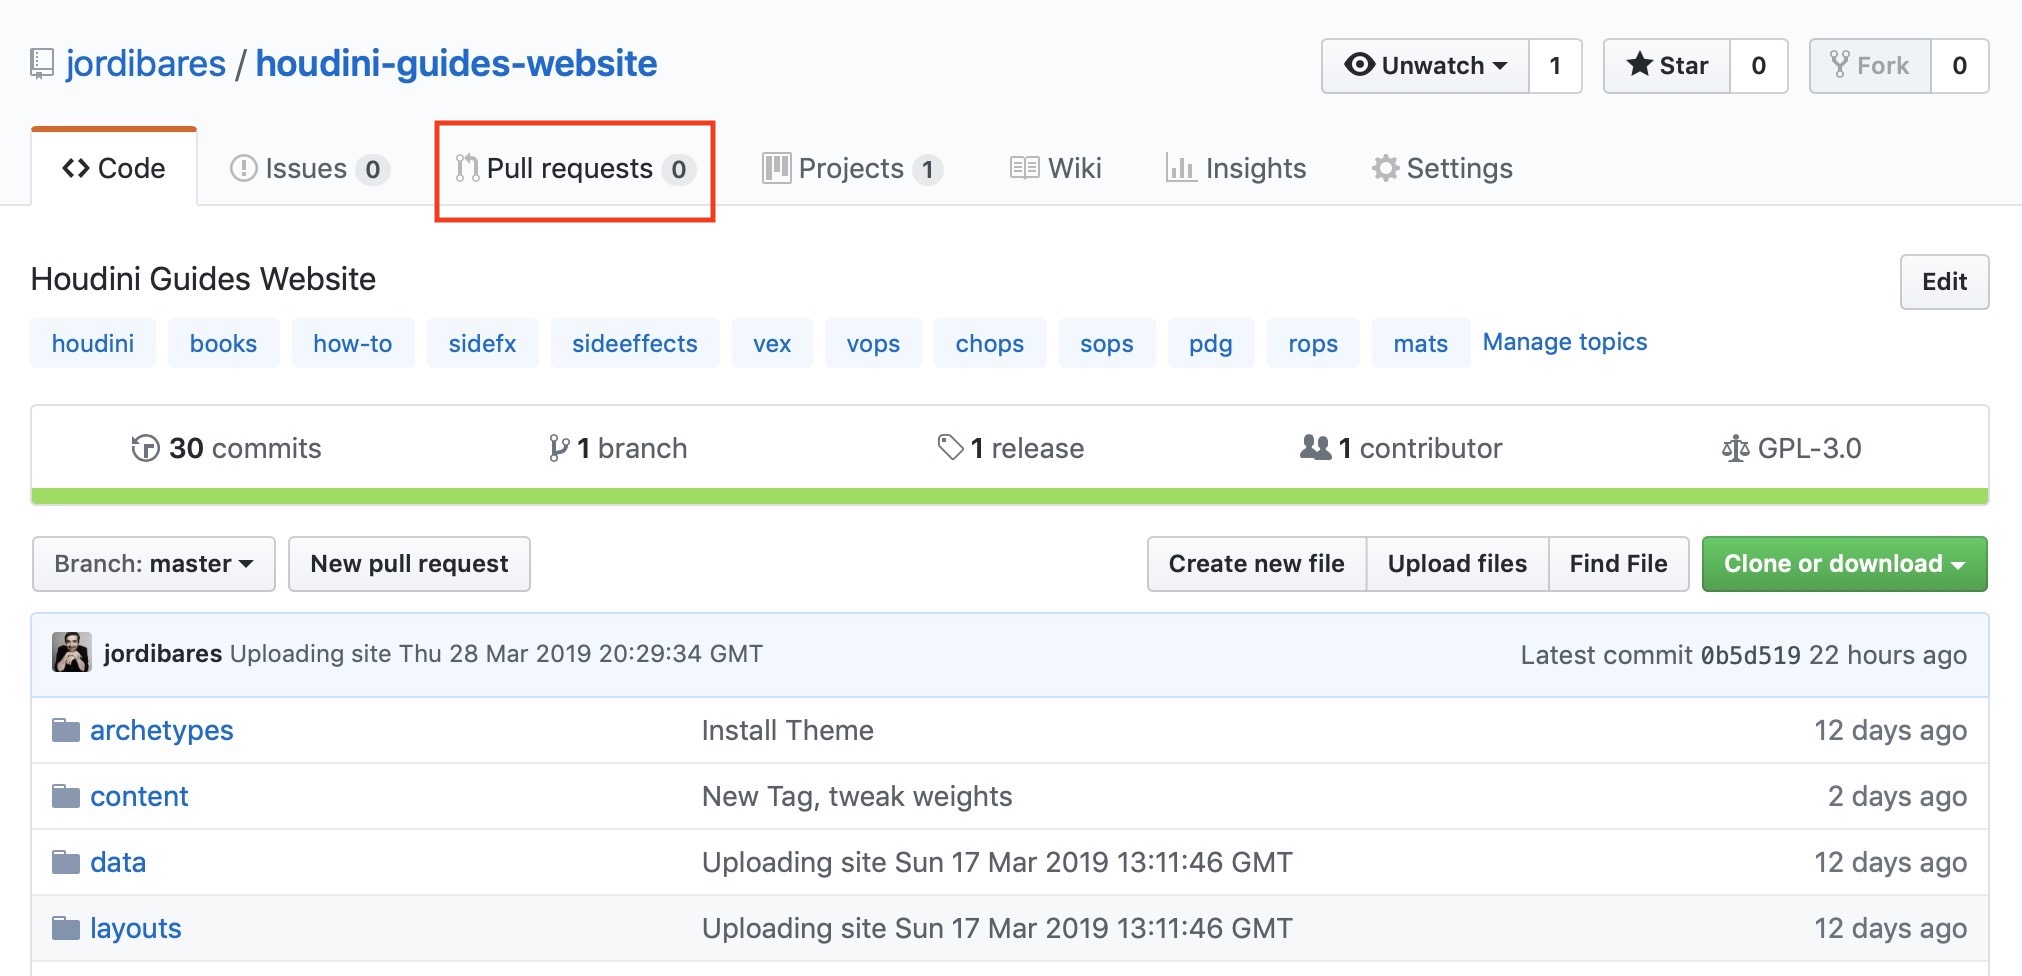 jordibares / houdini-guides-website
Unwatch 1 Star 0 Fork 0
Code Issues 0 Pull requests 0 Projects 1 Wiki Insights Settings
Houdini Guides Website
Edit
houdini books how-to sidefx sideeffects vex vops chops sops pdg rops mats Manage topics
30 commits 1 branch 1 release 1 contributor GPL-3.0
Branch: master New pull request Create new file Upload files Find File Clone or download
jordibares Uploading site Thu 28 Mar 2019 20:29:34 GMT Latest commit 0b5d519 22 hours ago
archetypes Install Theme 12 days ago
content New Tag, tweak weights 2 days ago
data Uploading site Sun 17 Mar 2019 13:11:46 GMT 12 days ago
layouts Uploading site Sun 17 Mar 2019 13:11:46 GMT 12 days ago